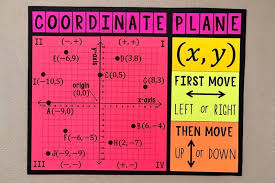 COORDINATE PLANE
II (-,+) (+,+) I
y-axis
E(-6,9)
D(8,3)
C(0,5)
I(-10,5)
origin
(0,0)
x-axis
A(-9,0)
B(6,-4)
F(-6,-5)
H(2,-7)
J(-9,-9)
III (-,-) (+,-) IV
(x,y)
FIRST MOVE
LEFT or RIGHT
THEN MOVE
UP or DOWN